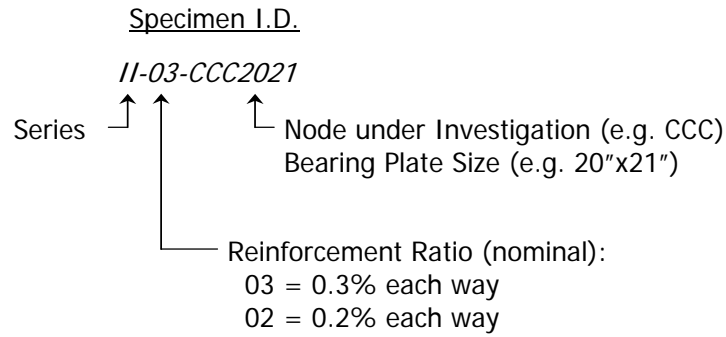 Specimen I.D.
II-03-CCC2021
Series
Node under Investigation (e.g. CCC)
Bearing Plate Size (e.g. 20"x21")
Reinforcement Ratio (nominal):
03 = 0.3% each way
02 = 0.2% each way